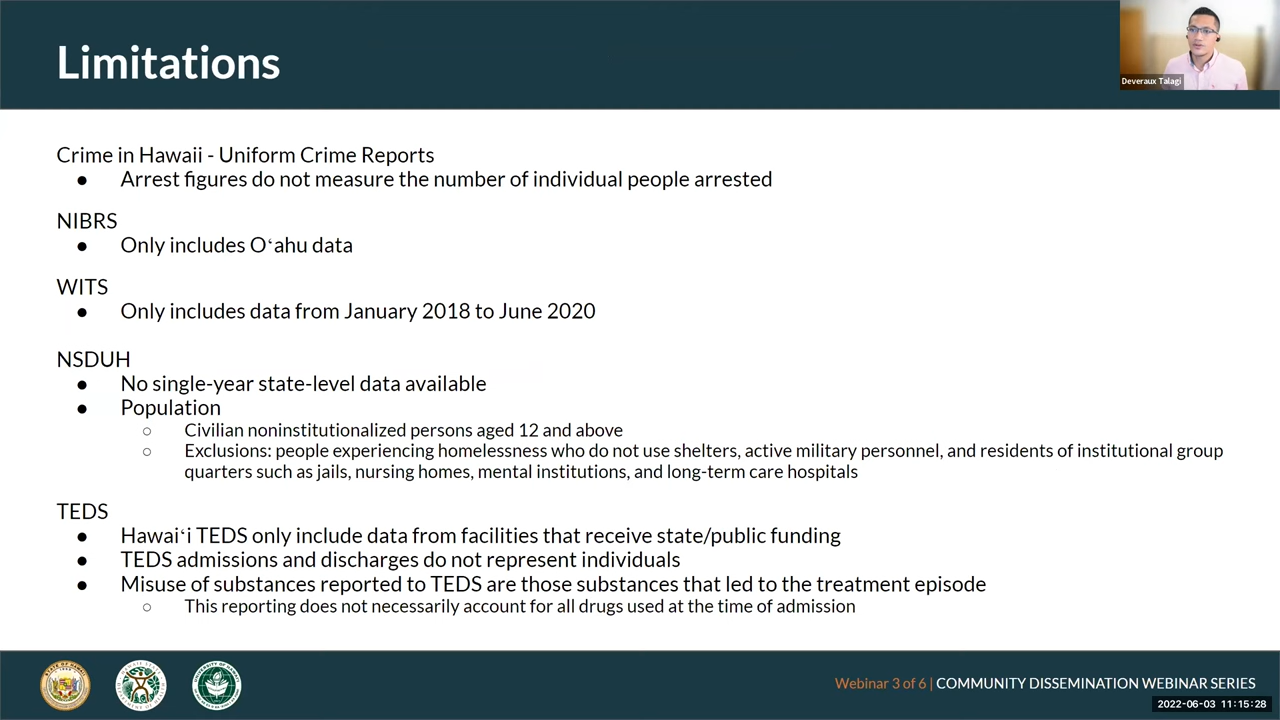 Limitations
Deveraux Talagi
Crime in Hawaii - Uniform Crime Reports
● Arrest figures do not measure the number of individual people arrested
NIBRS
● Only includes Oʻahu data
WITS
● Only includes data from January 2018 to June 2020
NSDUH
● No single-year state-level data available
● Population
○ Civilian noninstitutionalized persons aged 12 and above
○ Exclusions: people experiencing homelessness who do not use shelters, active military personnel, and residents of institutional group
quarters such as jails, nursing homes, mental institutions, and long-term care hospitals
TEDS
● Hawaiʻi TEDS only include data from facilities that receive state/public funding
● TEDS admissions and discharges do not represent individuals
● Misuse of substances reported to TEDS are those substances that led to the treatment episode
○ This reporting does not necessarily account for all drugs used at the time of admission
Webinar 3 of 6 | COMMUNITY DISSEMINATION WEBINAR SERIES
2022-06-03 11:15:28